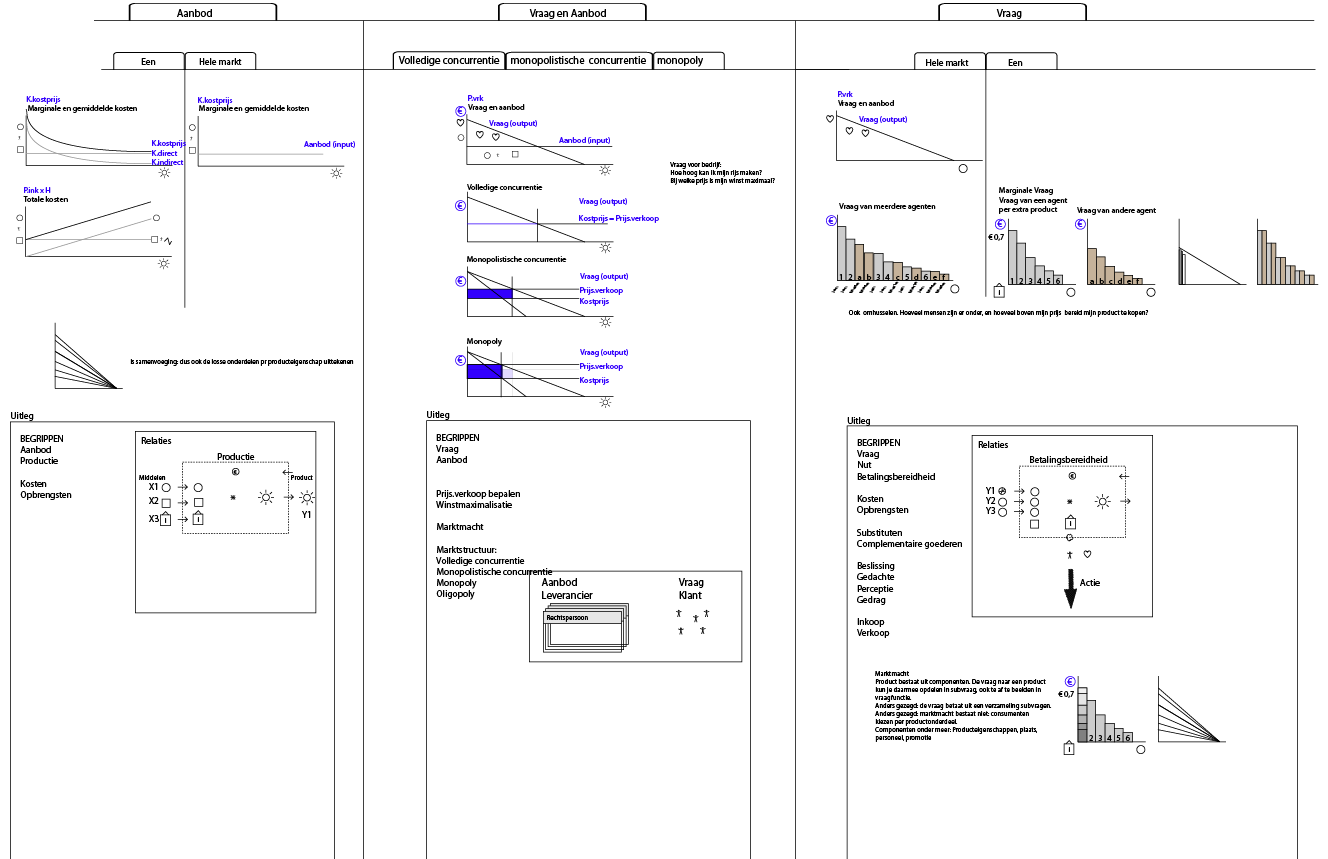 Aanbod
Een
Hele markt
K.kostprijs
Marginale en gemiddelde kosten
K.kostprijs
K.direct
K.indirect
K.kostprijs
Marginale en gemiddelde kosten
Aanbod (input)
P.ink x H
Totale kosten
Is samenvoeging: dus ook de losse onderdelen pr producteigenschap uittekenen
Uitleg
BEGRIPPEN
Aanbod
Productie
Kosten
Opbrengsten
Relaties
Productie
Middelen
Product
X1
X2
X3
Y1
Vraag en Aanbod
Volledige concurrentie
monopolistische concurrentie
monopoly
P.vrk
€
Vraag en aanbod
Vraag (output)
Aanbod (input)
Vraag voor bedrijf:
Hoe hoog kan ik mijn rijs maken?
Bij welke prijs is mijn winst maximaal?
Volledige concurrentie
€
Vraag (output)
Kostprijs = Prijs.verkoop
Monopolistische concurrentie
€
Vraag (output)
Prijs.verkoop
Kostprijs
Monopoly
€
Vraag (output)
Prijs.verkoop
Kostprijs
Uitleg
BEGRIPPEN
Vraag
Aanbod
Prijs.verkoop bepalen
Winstmaximalisatie
Marktmacht
Marktstructuur:
Volledige concurrentie
Monopolistische concurrentie
Monopoly
Oligopoly
Aanbod
Leverancier
Rechtspersoon
Vraag
Klant
Vraag
Hele markt
Een
P.vrk
Vraag en aanbod
Vraag (output)
Vraag van meerdere agenten
€
1 2 a b 3 4 c 5 d 6 e f
Marginale Vraag
Vraag van een agent
per extra product
€
€ 0,7
1 2 3 4 5 6
Vraag van andere agent
€
a b c d e f
Ook omhusselen. Hoeveel mensen zijn er onder, en hoeveel boven mijn prijs bereid mijn product te kopen?
Uitleg
BEGRIPPEN
Vraag
Nut
Betalingsbereidheid
Kosten
Opbrengsten
Substituten
Complementaire goederen
Beslissing
Gedachte
Perceptie
Gedrag
Inkoop
Verkoop
Relaties
Betalingsbereidheid
€
Y1
Y2
Y3
Actie
Marktmacht
Product bestaat uit componenten. De vraag naar een product
kun je daarmee opdelen in subvraag, ook te af te beelden in
vraagfunctie.
Anders gezegd: de vraag betaat uit een verzameling subvragen.
Anders gezegd: marktmacht bestaat niet: consumenten
kiezen per productonderdeel.
Componenten onder meer: Producteigenschappen, plaats,
personeel, promotie
€
€ 0,7
2 3 4 5 6